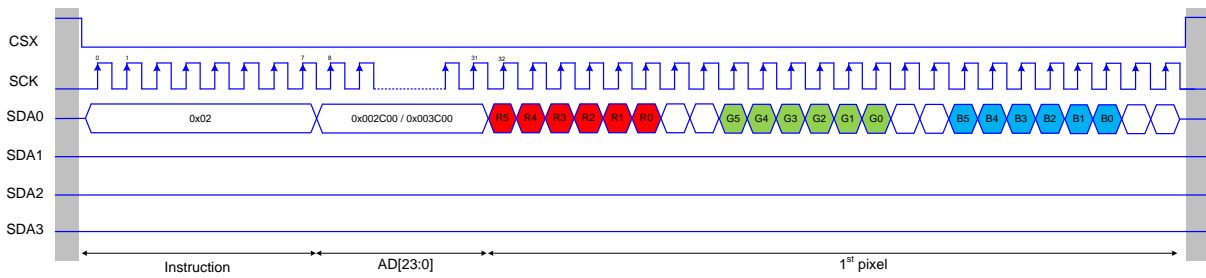 CSX
0 1 7 8 31 32
SCK
SDA0 0x02 0x002C00 / 0x003C00 R5 R4 R3 R2 R1 R0 G5 G4 G3 G2 G1 G0 B5 B4 B3 B2 B1 B0
SDA1
SDA2
SDA3
Instruction AD[23:0] 1st pixel